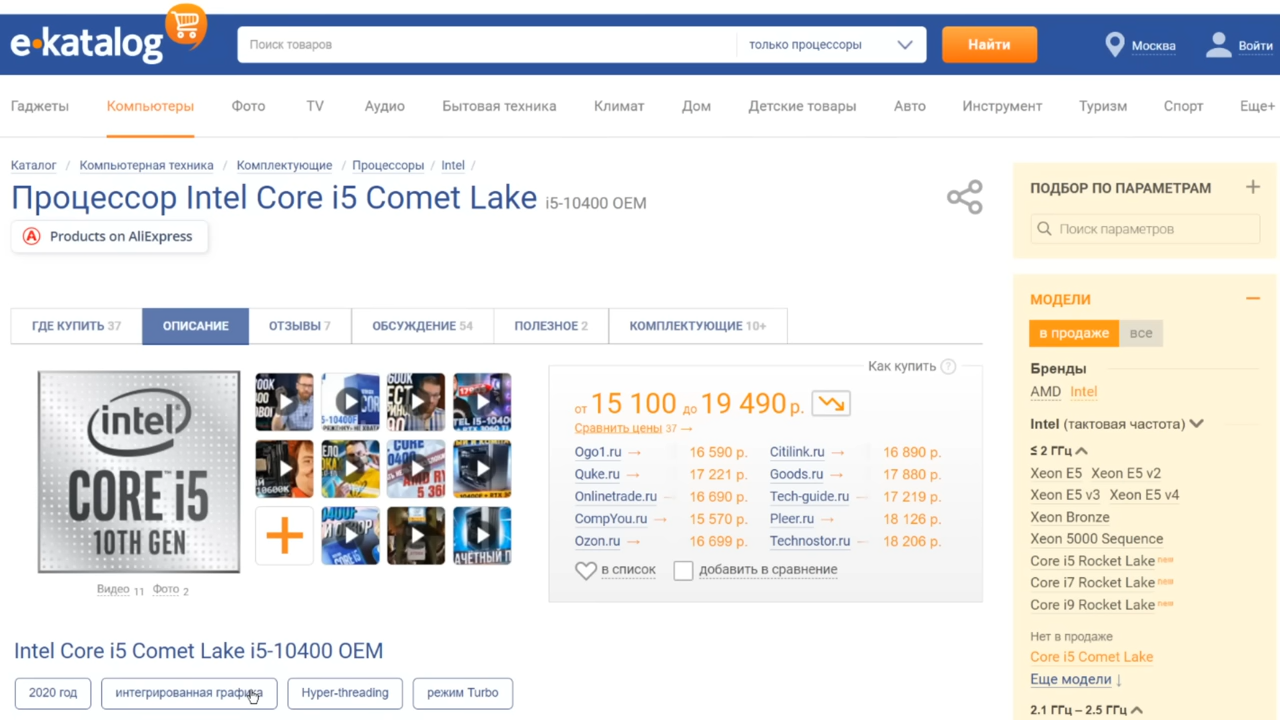 e·katalog
Поиск товаров
только процессоры
Найти
Москва
Войти
Гаджеты Компьютеры Фото TV Аудио Бытовая техника Климат Дом Детские товары Авто Инструмент Туризм Спорт Еще+
Каталог / Компьютерная техника / Комплектующие / Процессоры / Intel /
Процессор Intel Core i5 Comet Lake i5-10400 OEM
Products on AliExpress
ГДЕ КУПИТЬ 37 ОПИСАНИЕ ОТЗЫВЫ 7 ОБСУЖДЕНИЕ 54 ПОЛЕЗНОЕ 2 КОМПЛЕКТУЮЩИЕ 10+
intel
CORE i5
10TH GEN
Видео 11 Фото 2
Как купить ?
от 15 100 до 19 490 р.
Сравнить цены 37 →
Ogo1.ru → 16 590 р. Citilink.ru → 16 890 р.
Quke.ru → 17 221 р. Goods.ru → 17 880 р.
Onlinetrade.ru → 16 690 р. Tech-guide.ru → 17 219 р.
CompYou.ru → 15 570 р. Pleer.ru → 18 126 р.
Ozon.ru → 16 699 р. Technostor.ru → 18 206 р.
в список добавить в сравнение
Intel Core i5 Comet Lake i5-10400 OEM
2020 год интегрированная графика Hyper-threading режим Turbo
ПОДБОР ПО ПАРАМЕТРАМ +
Поиск параметров
МОДЕЛИ
в продаже все
Бренды
AMD Intel
Intel (тактовая частота)
≤ 2 ГГц
Xeon E5 Xeon E5 v2
Xeon E5 v3 Xeon E5 v4
Xeon Bronze
Xeon 5000 Sequence
Core i5 Rocket Lake new
Core i7 Rocket Lake new
Core i9 Rocket Lake new
Нет в продаже
Core i5 Comet Lake
Еще модели ↓
2.1 ГГц – 2.5 ГГц